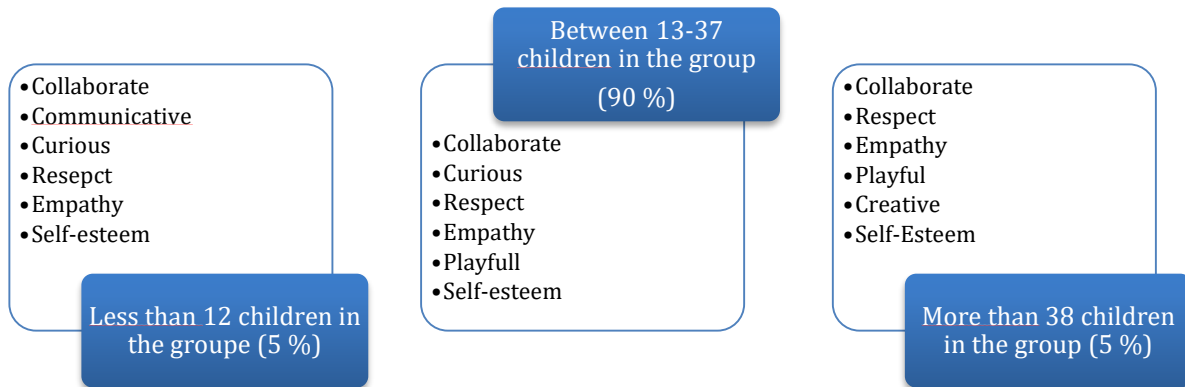 •Collaborate
•Communicative
•Curious
•Resepct
•Empathy
•Self-esteem
Less than 12 children in
the groupe (5 %)
Between 13-37
children in the group
(90 %)
•Collaborate
•Curious
•Respect
•Empathy
•Playfull
•Self-esteem
•Collaborate
•Respect
•Empathy
•Playful
•Creative
•Self-Esteem
More than 38 children
in the group (5 %)